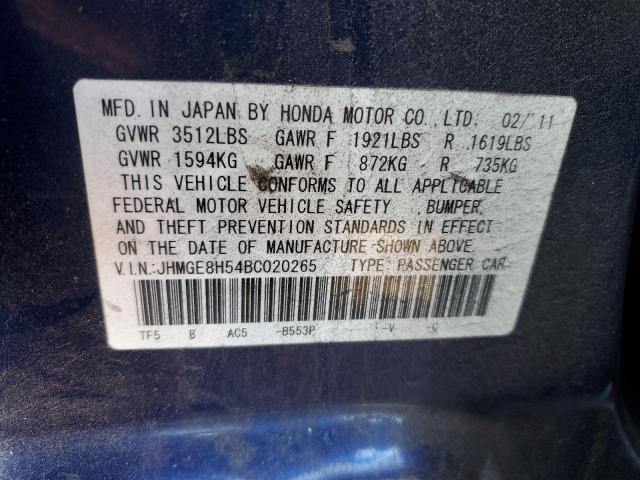 MFD. IN JAPAN BY HONDA MOTOR CO.,LTD. 02/'11
GVWR 3512LBS GAWR F 1921LBS R 1619LBS
GVWR 1594KG GAWR F 872KG R 735KG
THIS VEHICLE CONFORMS TO ALL APPLICABLE
FEDERAL MOTOR VEHICLE SAFETY ,BUMPER,
AND THEFT PREVENTION STANDARDS IN EFFECT
ON THE DATE OF MANUFACTURE SHOWN ABOVE.
V.I.N.:JHMGE8H54BC020265 TYPE: PASSENGER CAR
TF5 B AC5 -B553P ---- -V -C